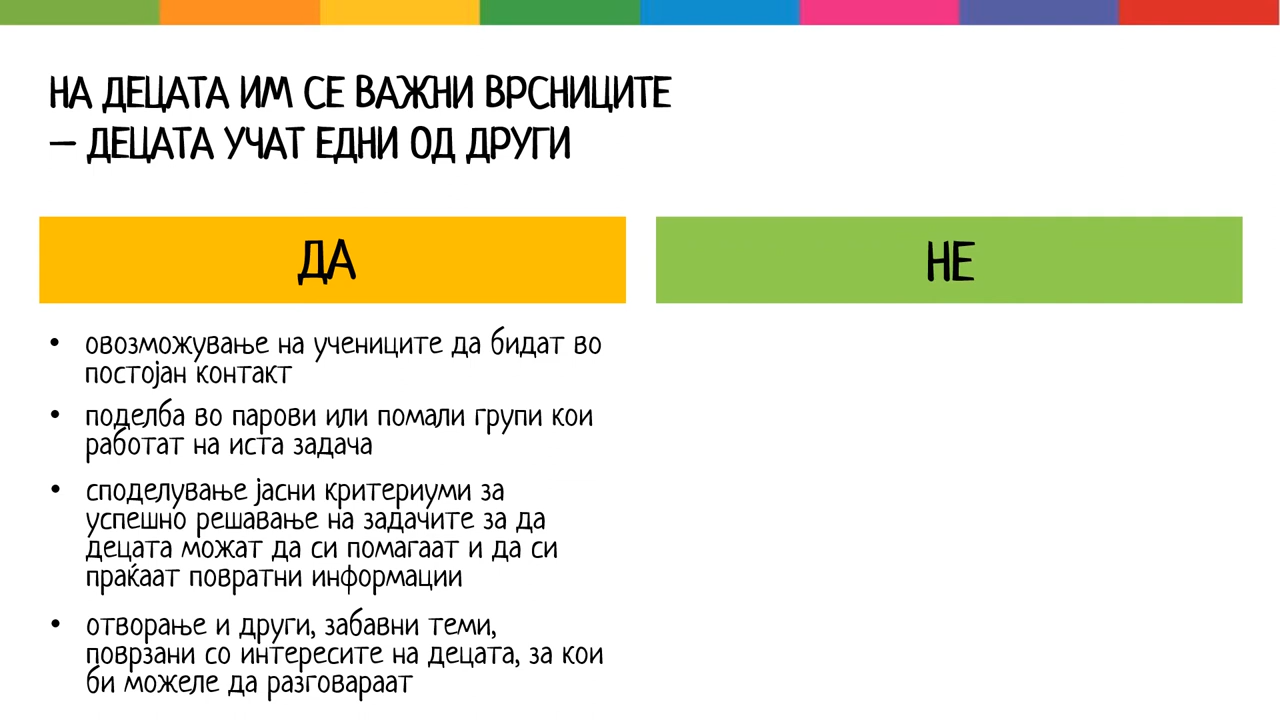 НА ДЕЦАТА ИМ СЕ ВАЖНИ ВРСНИЦИТЕ
– ДЕЦАТА УЧАТ ЕДНИ ОД ДРУГИ
ДА
• овозможување на учениците да бидат во
постојан контакт
• поделба во парови или помали групи кои
работат на иста задача
• споделување јасни критериуми за
успешно решавање на задачите за да
децата можат да си помагаат и да си
праќаат повратни информации
• отворање и други, забавни теми,
поврзани со интересите на децата, за кои
би можеле да разговараат
НЕ